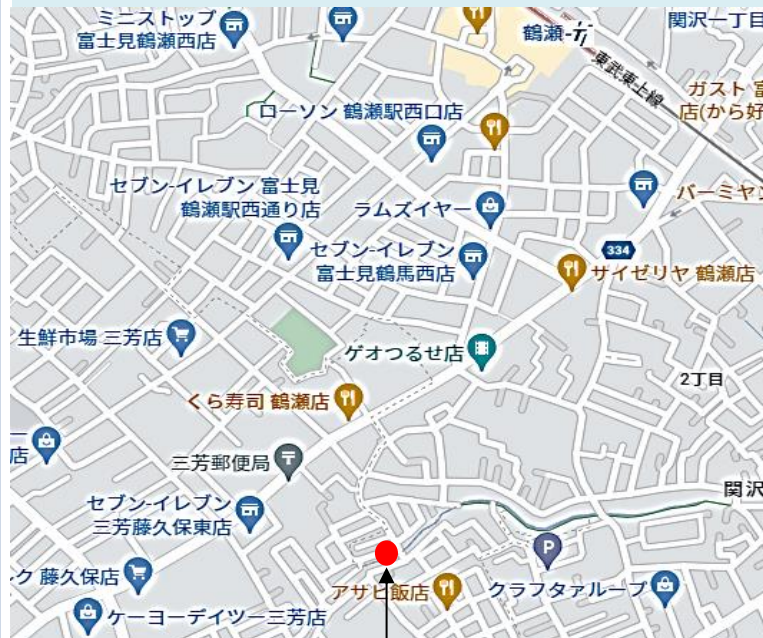 ミニストップ
富士見鶴瀬西店
鶴瀬
関沢一丁目
東武東上線
ガスト 富
店(から好
ローソン 鶴瀬駅西口店
セブン-イレブン 富士見
鶴瀬駅西通り店
ラムズイヤー
バーミヤン
セブン-イレブン
富士見鶴馬西店
334
サイゼリヤ 鶴瀬店
生鮮市場 三芳店
ゲオつるせ店
2丁目
くら寿司 鶴瀬店
店
三芳郵便局
関沢
セブン-イレブン
三芳藤久保東店
P
ク 藤久保店
アサヒ飯店
クラフタァループ
ケーヨーデイツー三芳店